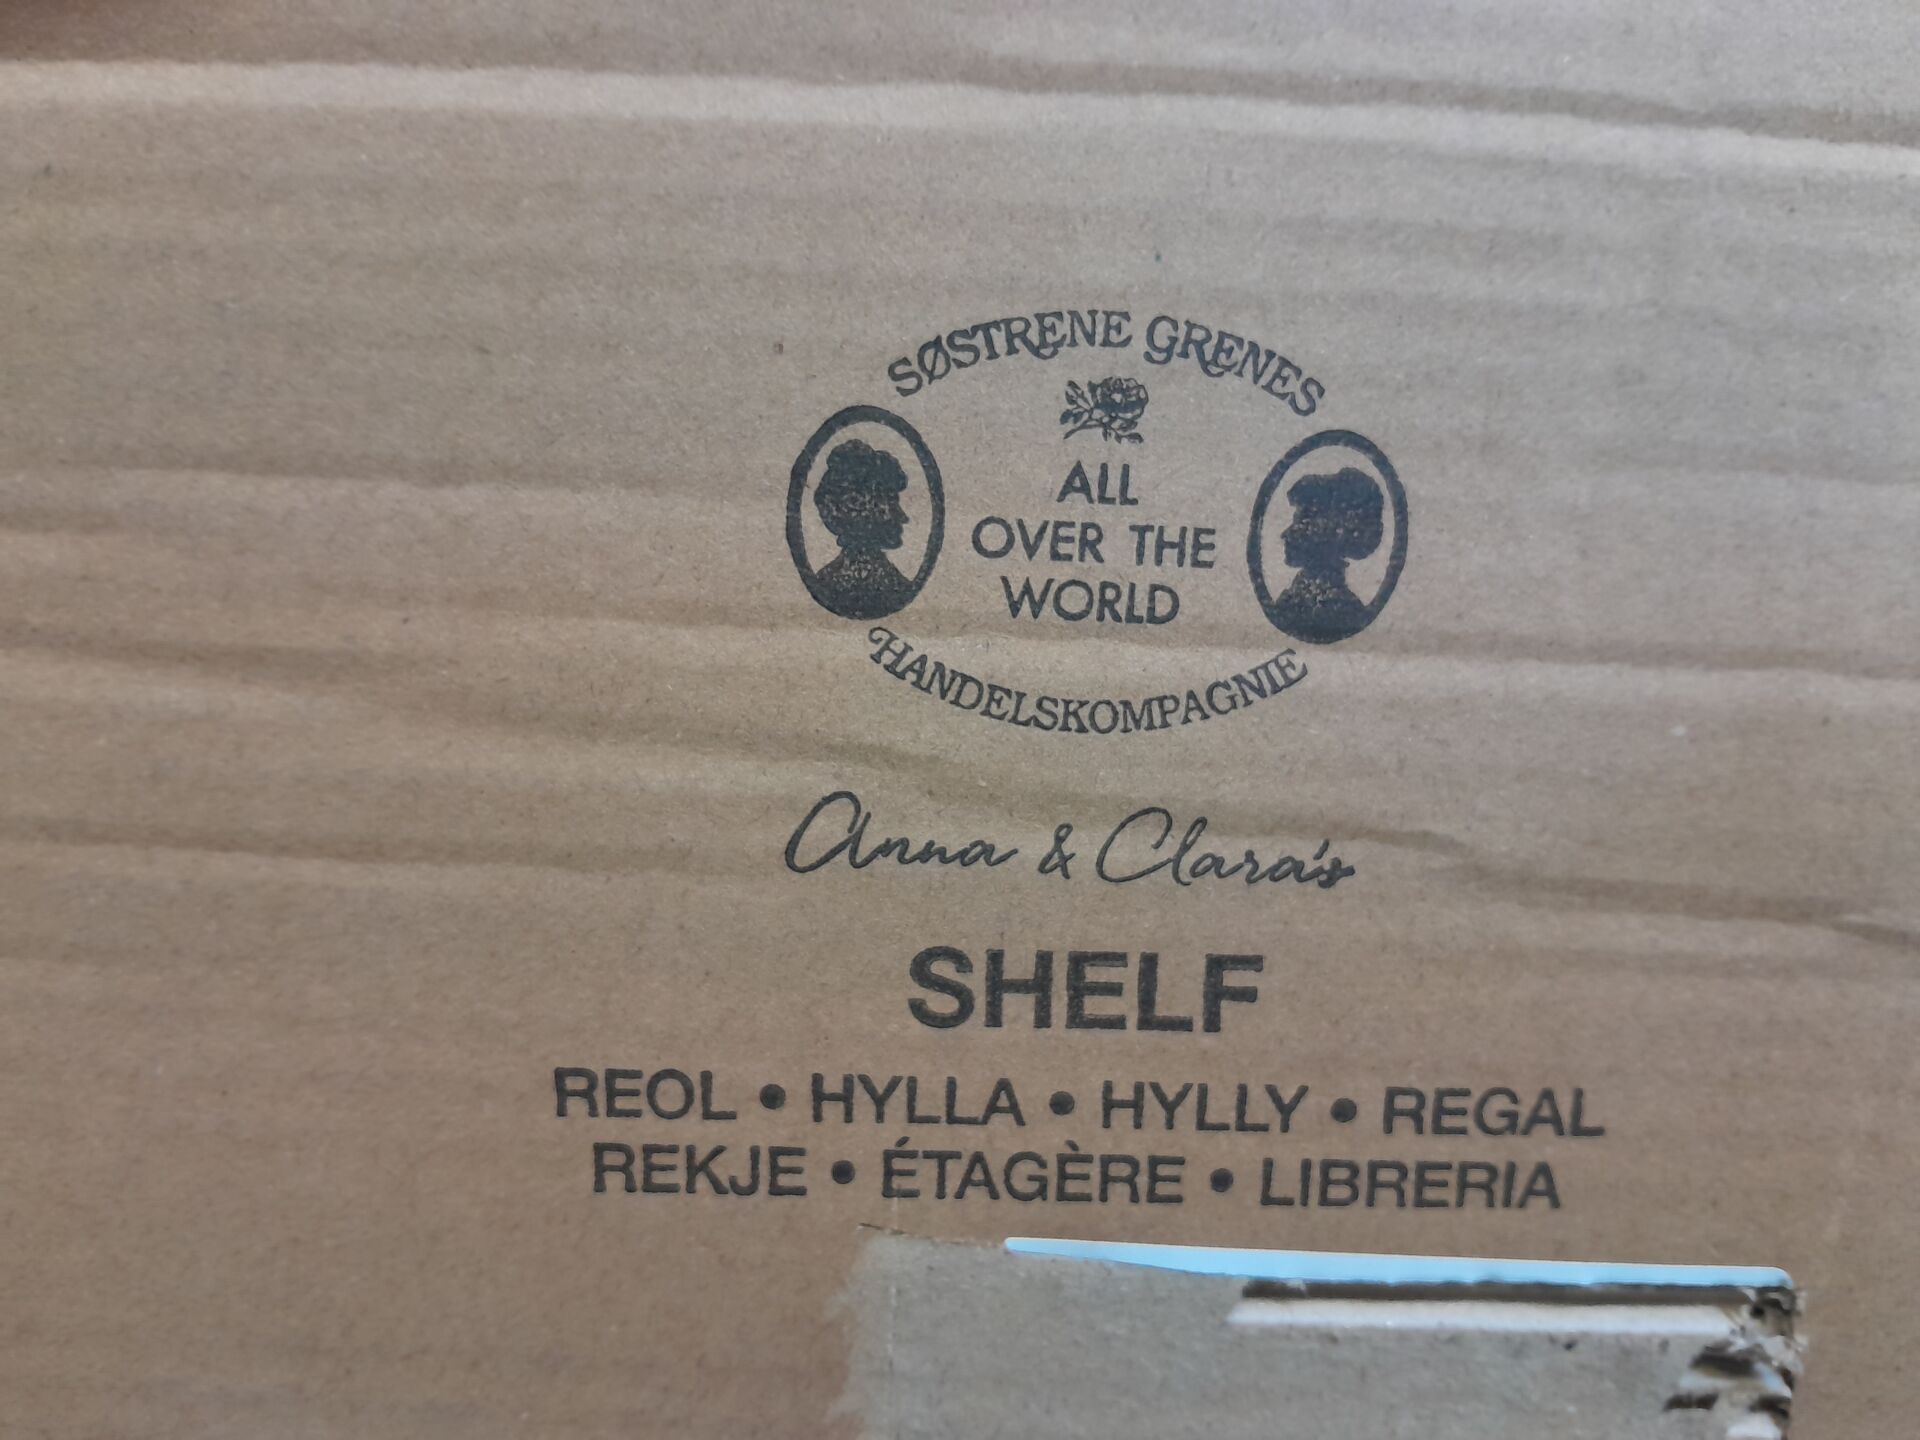 SØSTRENE GRENES
ALL
OVER THE
WORLD
HANDELSKOMPAGNIE
Anna & Clara's
SHELF
REOL • HYLLA • HYLLY • REGAL
REKJE • ÉTAGÈRE • LIBRERIA